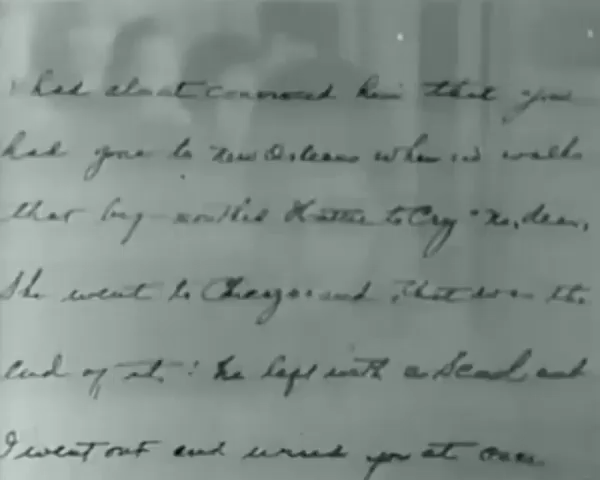 I had almost convinced him that you
had gone to New Orleans when in walks
that big-mouthed Hattie to cry "No, dear,
She went to Chicago" and that was the
end of it: he left with a scowl and
I went out and wired you at once